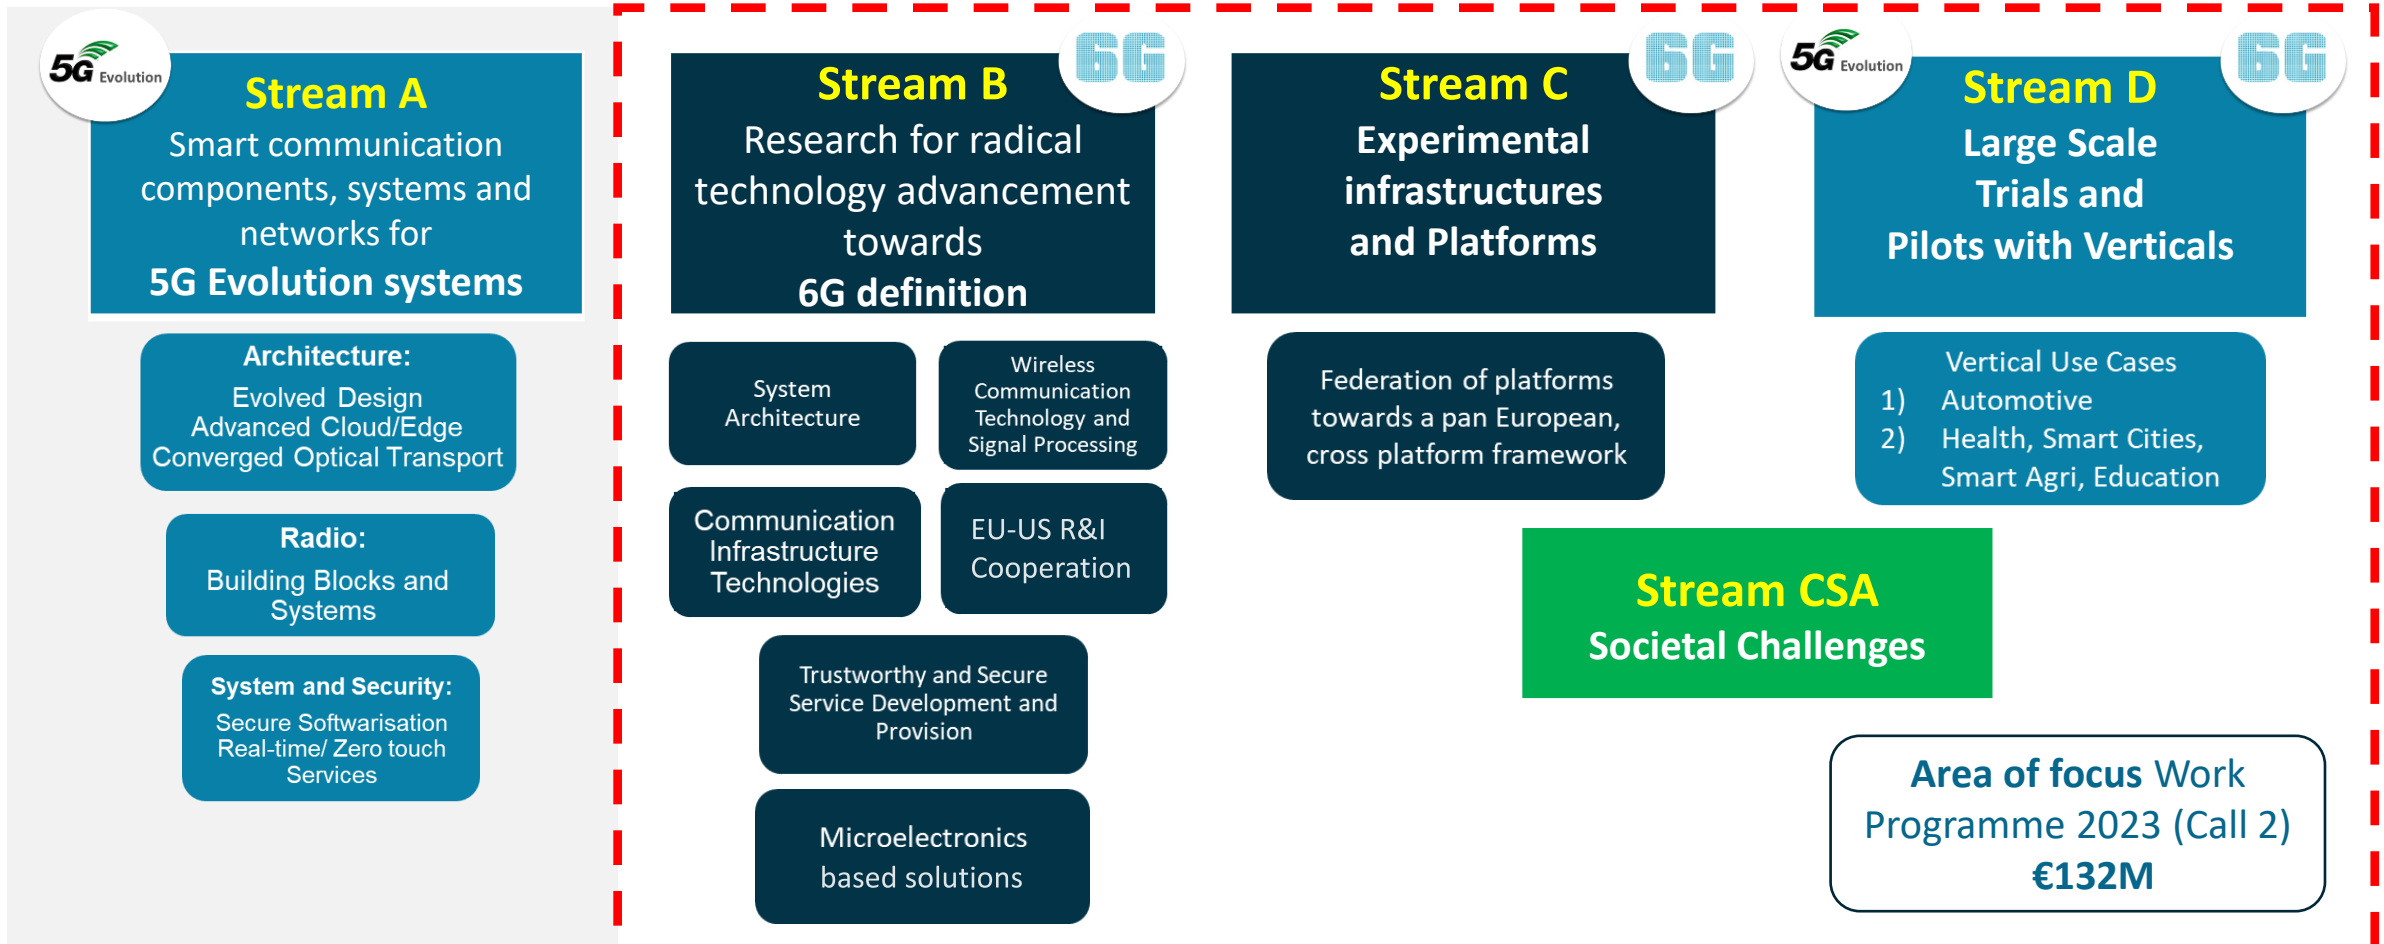 5G Evolution
Stream A
Smart communication
components, systems and
networks for
5G Evolution systems
Architecture:
Evolved Design
Advanced Cloud/Edge
Converged Optical Transport
Radio:
Building Blocks and
Systems
System and Security:
Secure Softwarisation
Real-time/ Zero touch
Services
6G
Stream B
Research for radical
technology advancement
towards
6G definition
System
Architecture
Wireless
Communication
Technology and
Signal Processing
Communication
Infrastructure
Technologies
EU-US R&I
Cooperation
Trustworthy and Secure
Service Development and
Provision
Microelectronics
based solutions
6G
Stream C
Experimental
infrastructures
and Platforms
Federation of platforms
towards a pan European,
cross platform framework
5G Evolution
6G
Stream D
Large Scale
Trials and
Pilots with Verticals
Vertical Use Cases
1) Automotive
2) Health, Smart Cities,
Smart Agri, Education
Stream CSA
Societal Challenges
Area of focus Work
Programme 2023 (Call 2)
€132M